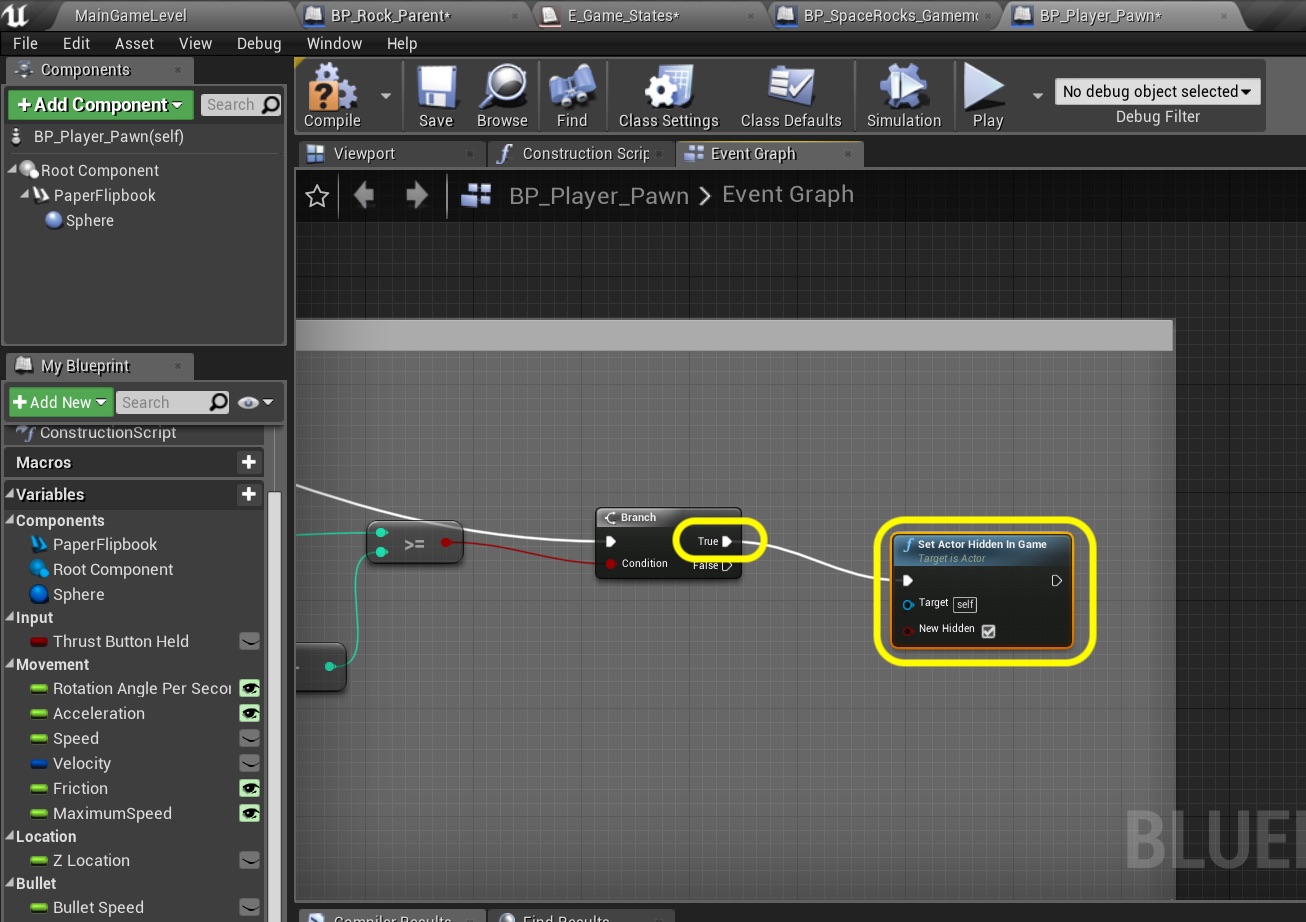 MainGameLevel
BP_Rock_Parent*
E_Game_States*
BP_SpaceRocks_Gamem
BP_Player_Pawn*
File Edit Asset View Debug Window Help
Components
+Add Component
Search
BP_Player_Pawn(self)
Root Component
PaperFlipbook
Sphere
My Blueprint
+Add New
Search
ConstructionScript
Macros
Variables
Components
PaperFlipbook
Root Component
Sphere
Input
Thrust Button Held
Movement
Rotation Angle Per Secon
Acceleration
Speed
Velocity
Friction
MaximumSpeed
Location
Z Location
Bullet
Bullet Speed
Compile
Save
Browse
Find
Class Settings
Class Defaults
Simulation
Play
No debug object selected
Debug Filter
Viewport
Construction Scrip
Event Graph
BP_Player_Pawn > Event Graph
>=
Branch
True
Condition
False
Set Actor Hidden In Game
Target is Actor
Target self
New Hidden
BLUE
Compiler Results
Find Results